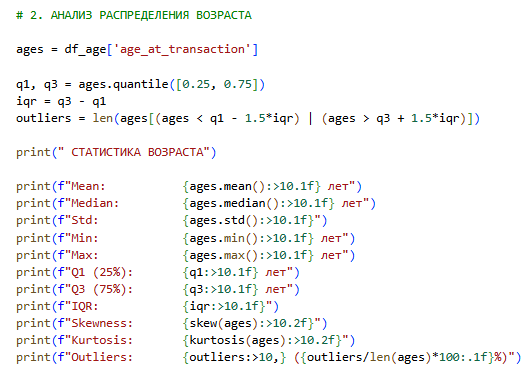 # 2. АНАЛИЗ РАСПРЕДЕЛЕНИЯ ВОЗРАСТА
ages = df_age['age_at_transaction']
q1, q3 = ages.quantile([0.25, 0.75])
iqr = q3 - q1
outliers = len(ages[(ages < q1 - 1.5*iqr) | (ages > q3 + 1.5*iqr)])
print(" СТАТИСТИКА ВОЗРАСТА")
print(f"Mean:          {ages.mean():>10.1f} лет")
print(f"Median:        {ages.median():>10.1f} лет")
print(f"Std:           {ages.std():>10.1f}")
print(f"Min:           {ages.min():>10.1f} лет")
print(f"Max:           {ages.max():>10.1f} лет")
print(f"Q1 (25%):      {q1:>10.1f} лет")
print(f"Q3 (75%):      {q3:>10.1f} лет")
print(f"IQR:           {iqr:>10.1f}")
print(f"Skewness:      {skew(ages):>10.2f}")
print(f"Kurtosis:      {kurtosis(ages):>10.2f}")
print(f"Outliers:      {outliers:>10,} ({outliers/len(ages)*100:.1f}%)")